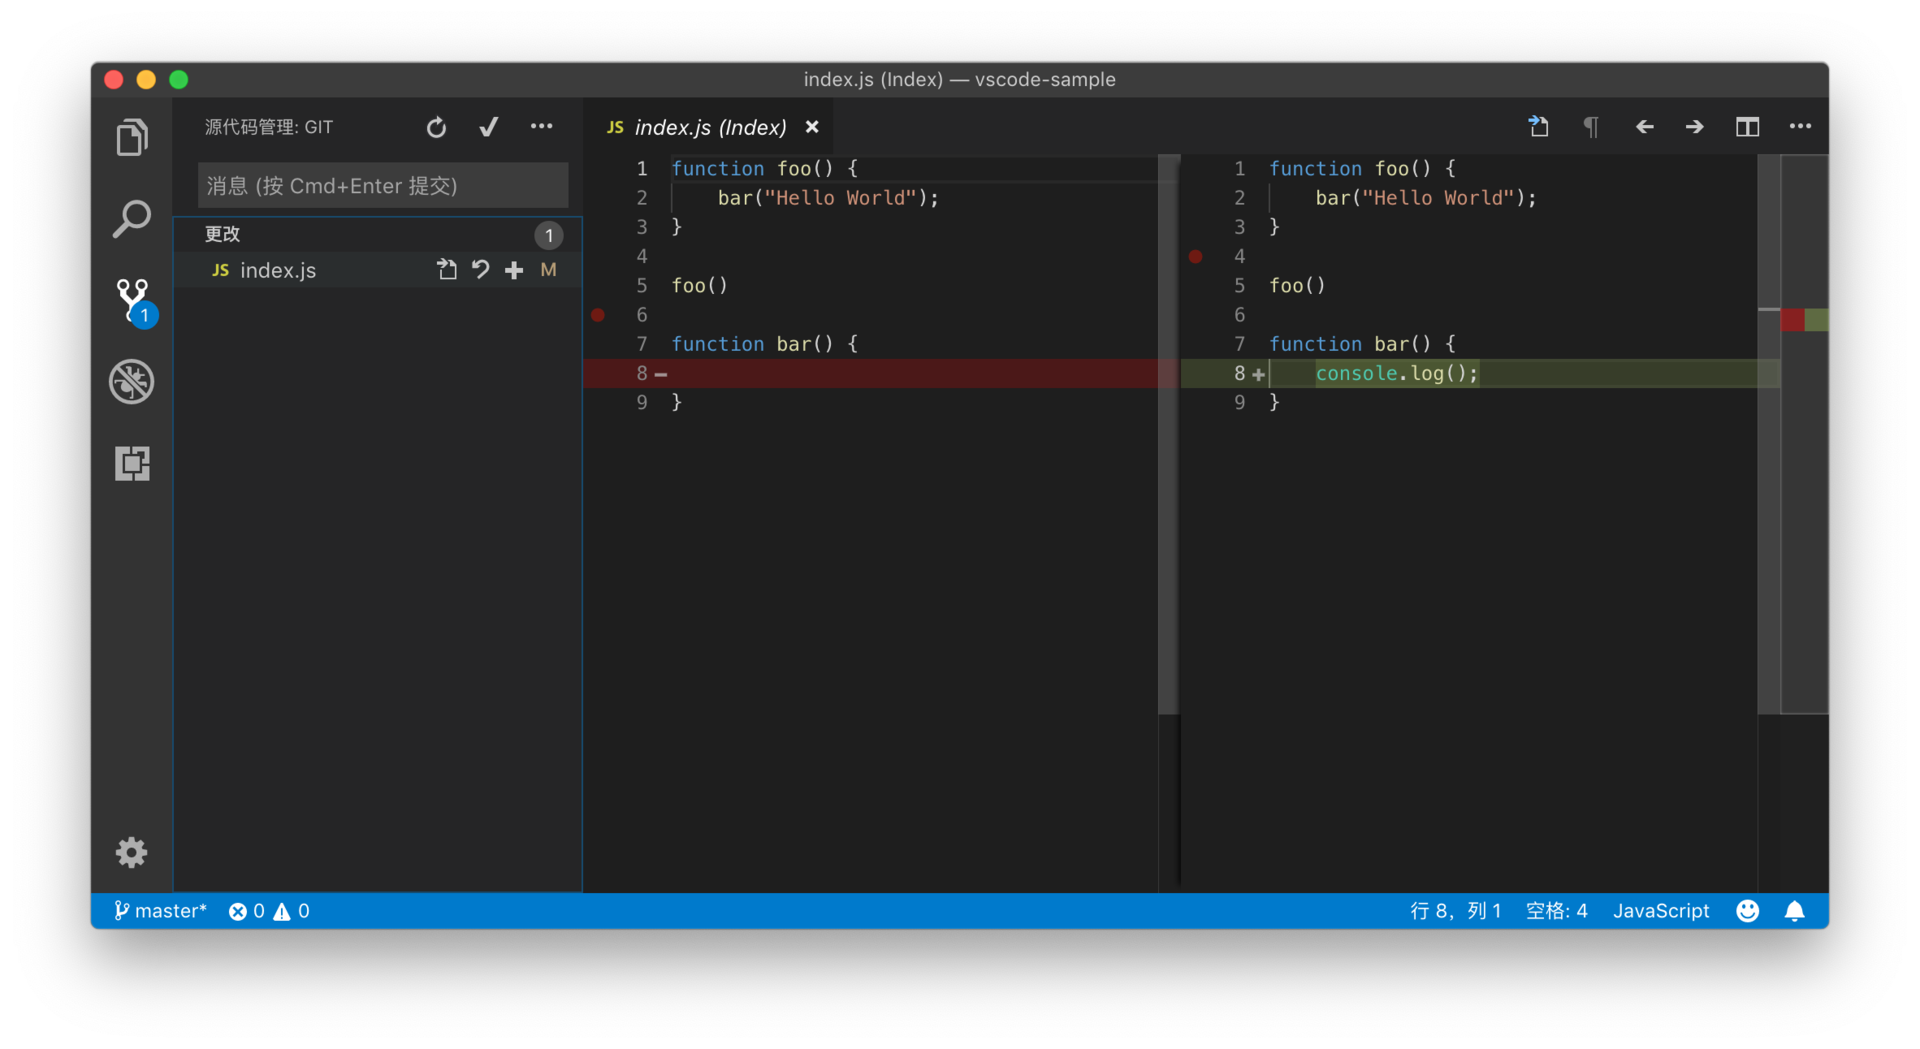 index.js (Index) — vscode-sample
源代码管理: GIT
消息 (按 Cmd+Enter 提交)
更改 1
JS index.js M
1
JS index.js (Index)
1 function foo() {
2 bar("Hello World");
3 }
4
5 foo()
6
7 function bar() {
8 −
9 }
1 function foo() {
2 bar("Hello World");
3 }
4
5 foo()
6
7 function bar() {
8 + console.log();
9 }
master* 0 0
行 8，列 1 空格: 4 JavaScript